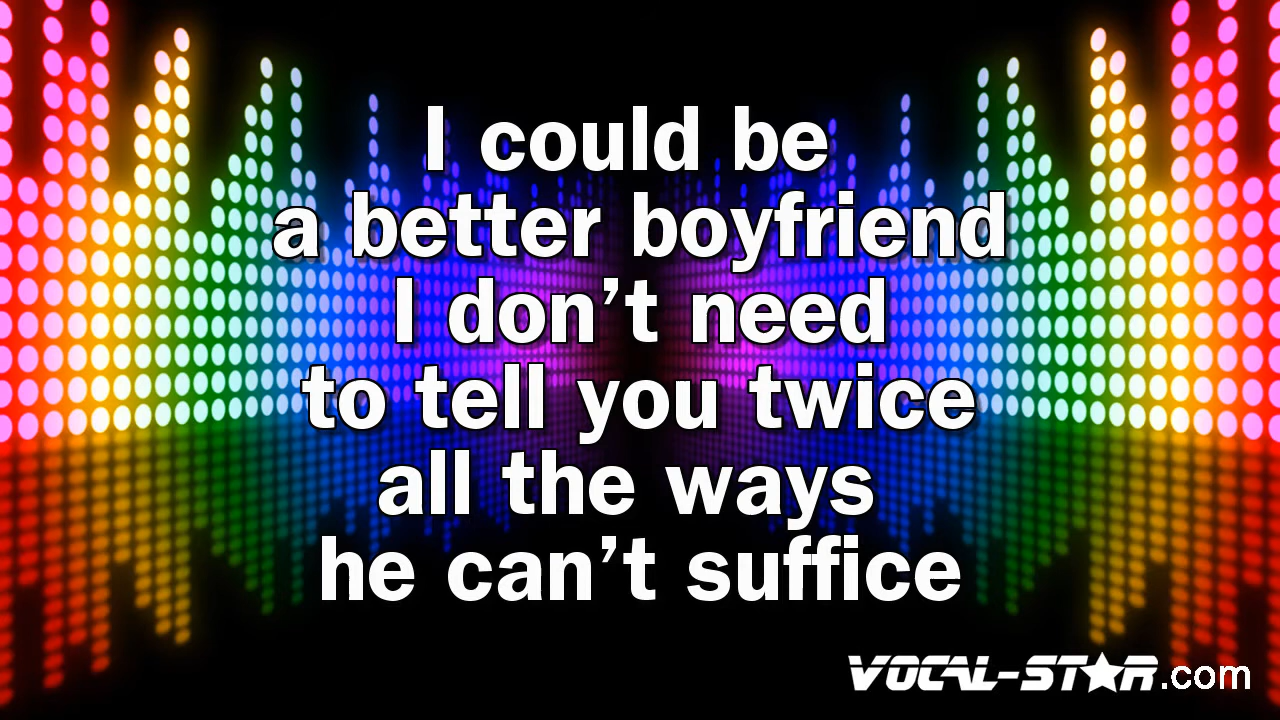 I could be
a better boyfriend
I don’t need
to tell you twice
all the ways
he can’t suffice
VOCAL-STAR.com